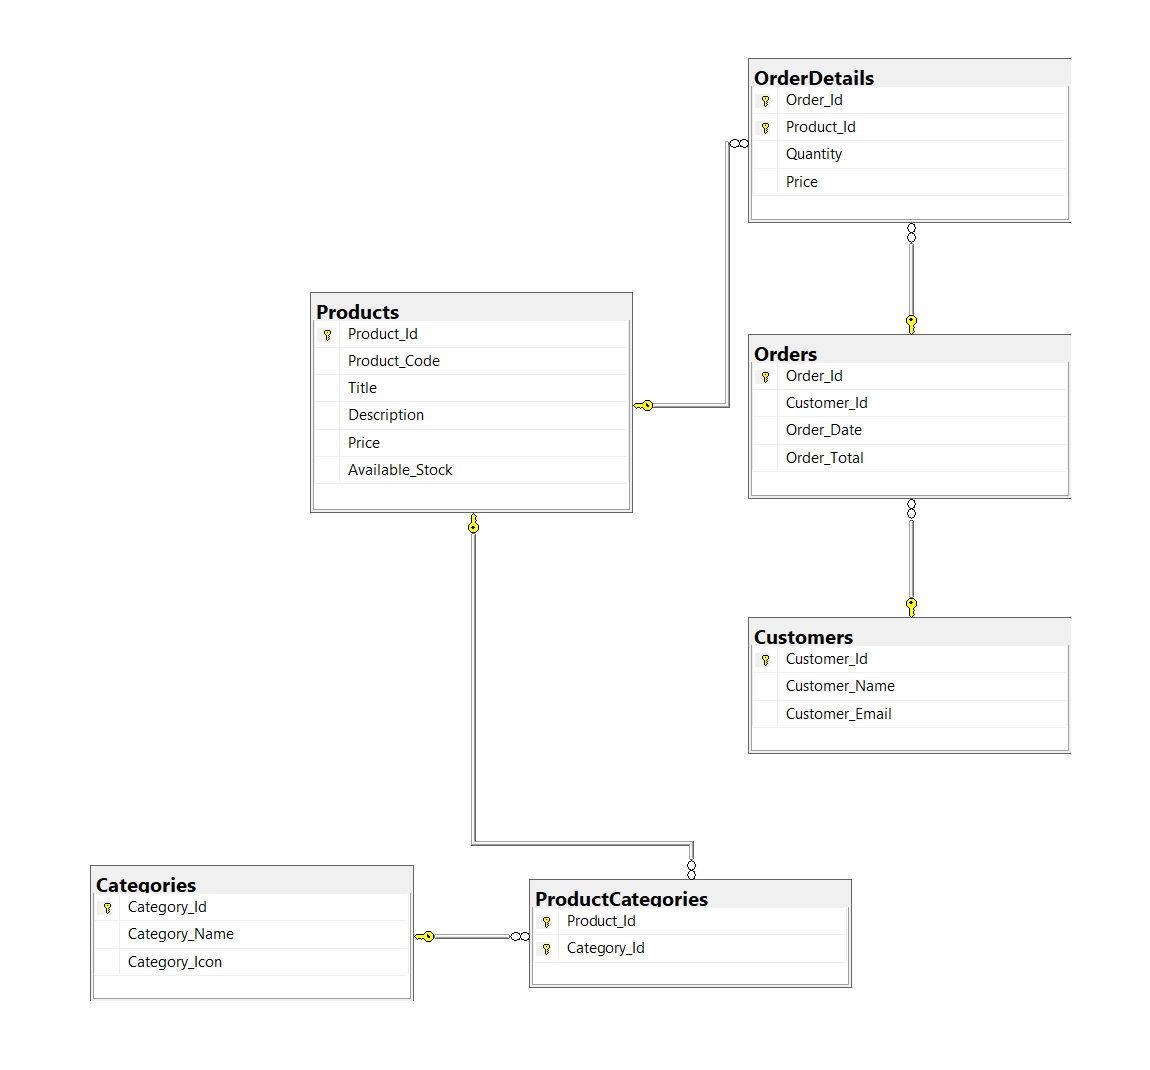 OrderDetails
Order_Id
Product_Id
Quantity
Price
Products
Product_Id
Product_Code
Title
Description
Price
Available_Stock
Orders
Order_Id
Customer_Id
Order_Date
Order_Total
Customers
Customer_Id
Customer_Name
Customer_Email
Categories
Category_Id
Category_Name
Category_Icon
ProductCategories
Product_Id
Category_Id